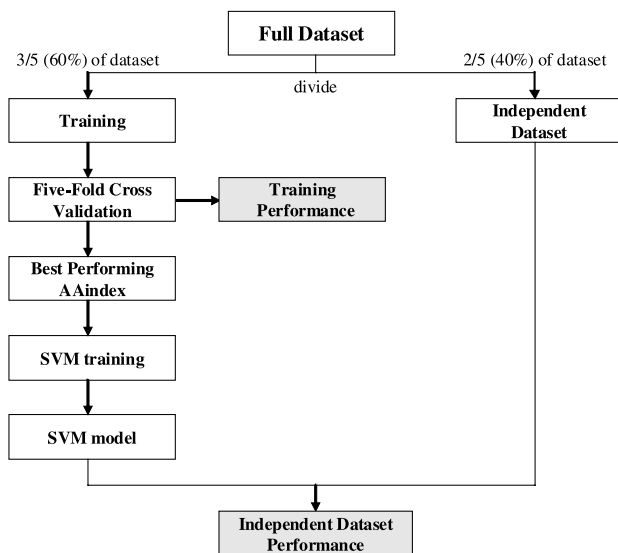 Full Dataset
3/5 (60%) of dataset
2/5 (40%) of dataset
divide
Training
Independent
Dataset
Five-Fold Cross
Validation
Training
Performance
Best Performing
AAindex
SVM training
SVM model
Independent Dataset
Performance